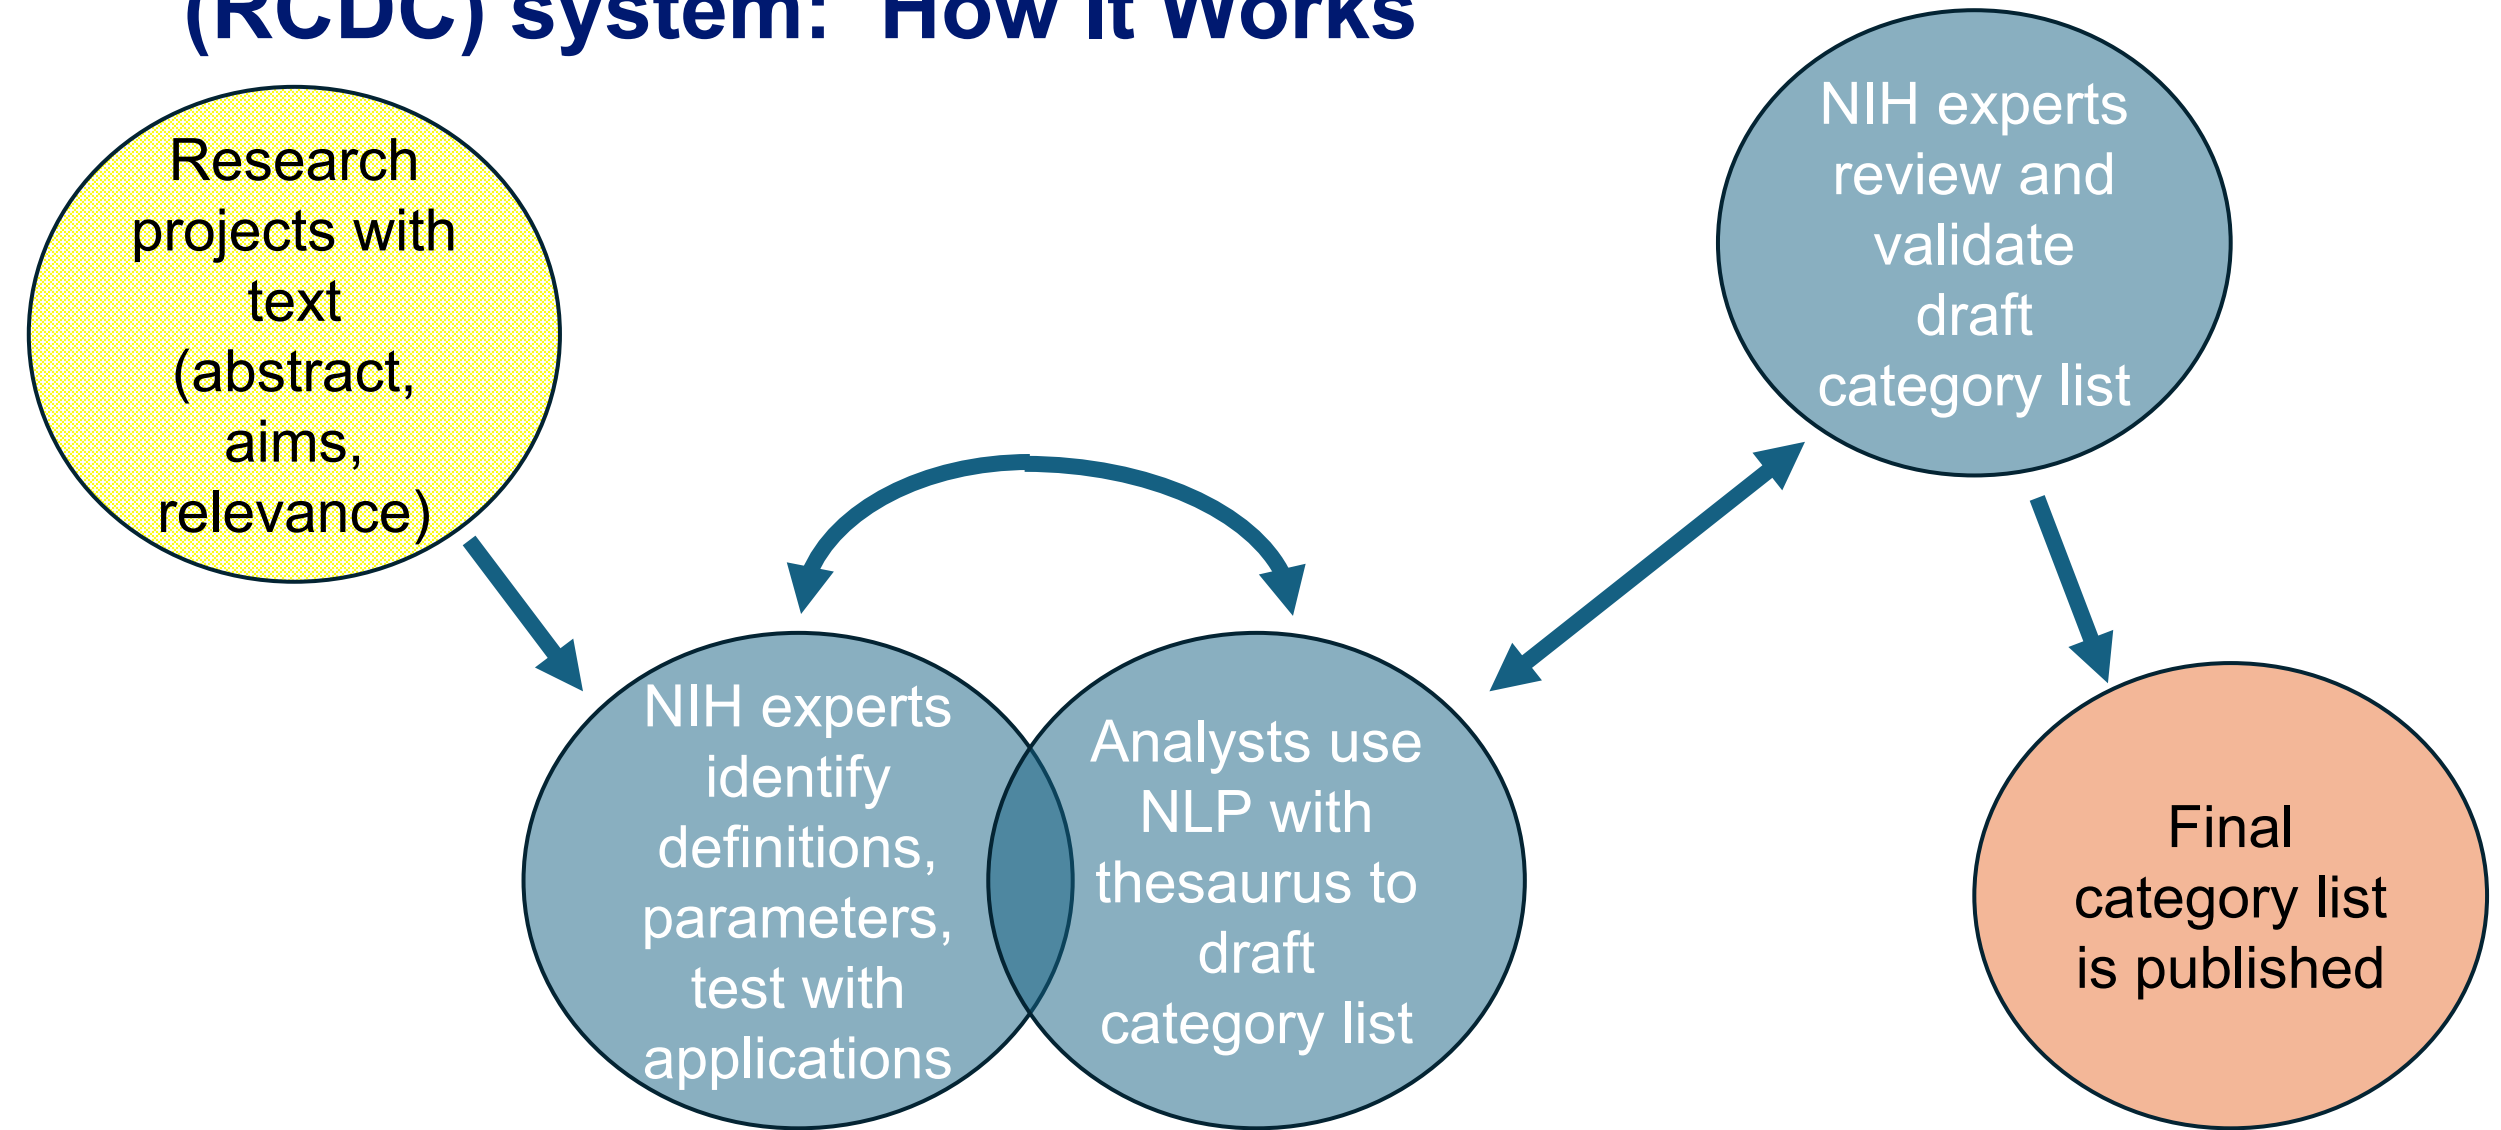 (RCDC) system: How It Works
Research
projects with
text
(abstract,
aims,
relevance)
NIH experts
identify
definitions,
parameters,
test with
applications
Analysts use
NLP with
thesaurus to
draft
category list
NIH experts
review and
validate
draft
category list
Final
category list
is published